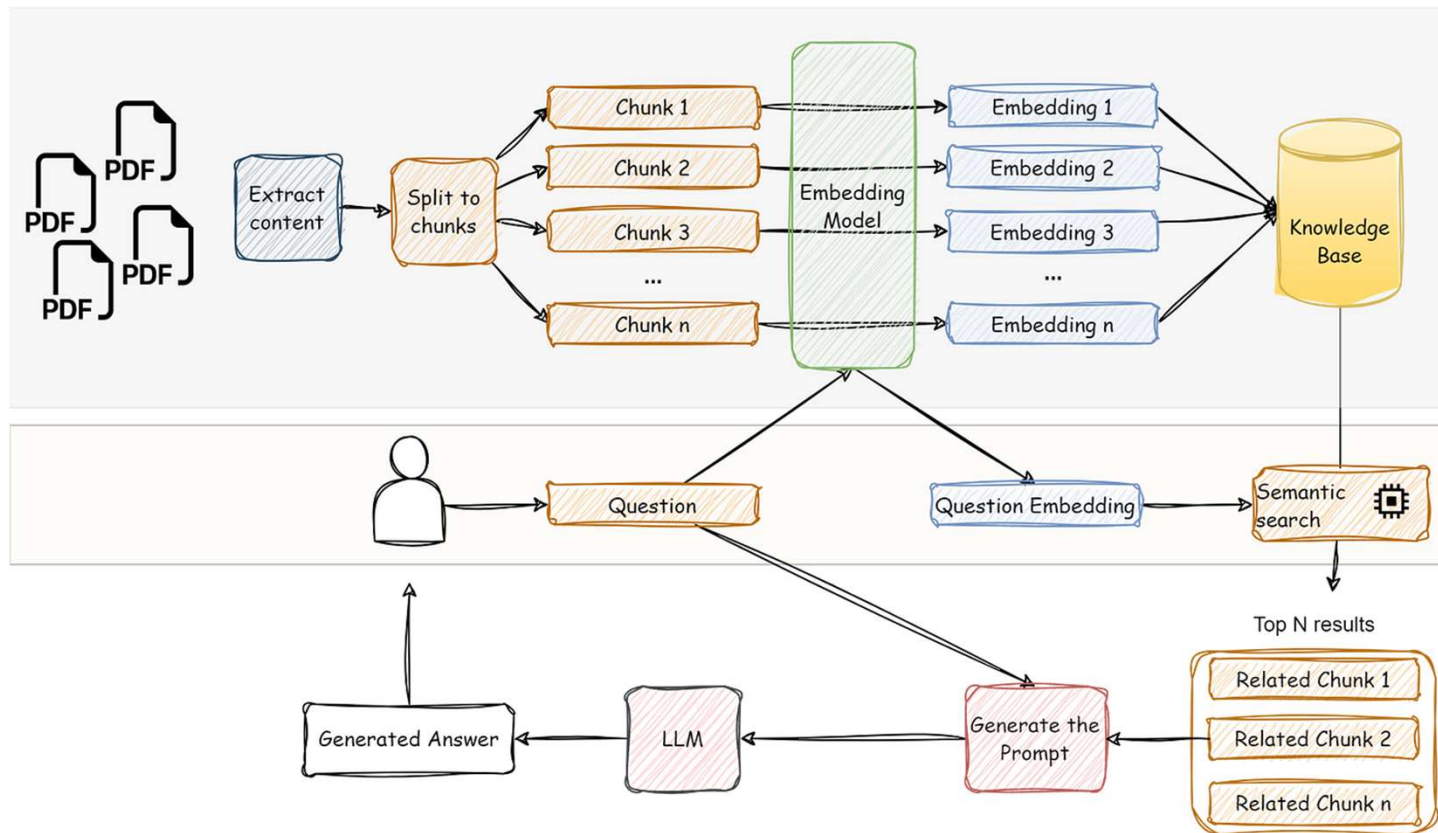 PDF
PDF
PDF
PDF
Extract
content
Split to
chunks
Chunk 1
Chunk 2
Chunk 3
...
Chunk n
Embedding
Model
Embedding 1
Embedding 2
Embedding 3
...
Embedding n
Knowledge
Base
Question
Question Embedding
Semantic
search
Top N results
Related Chunk 1
Related Chunk 2
Related Chunk n
Generate the
Prompt
LLM
Generated Answer